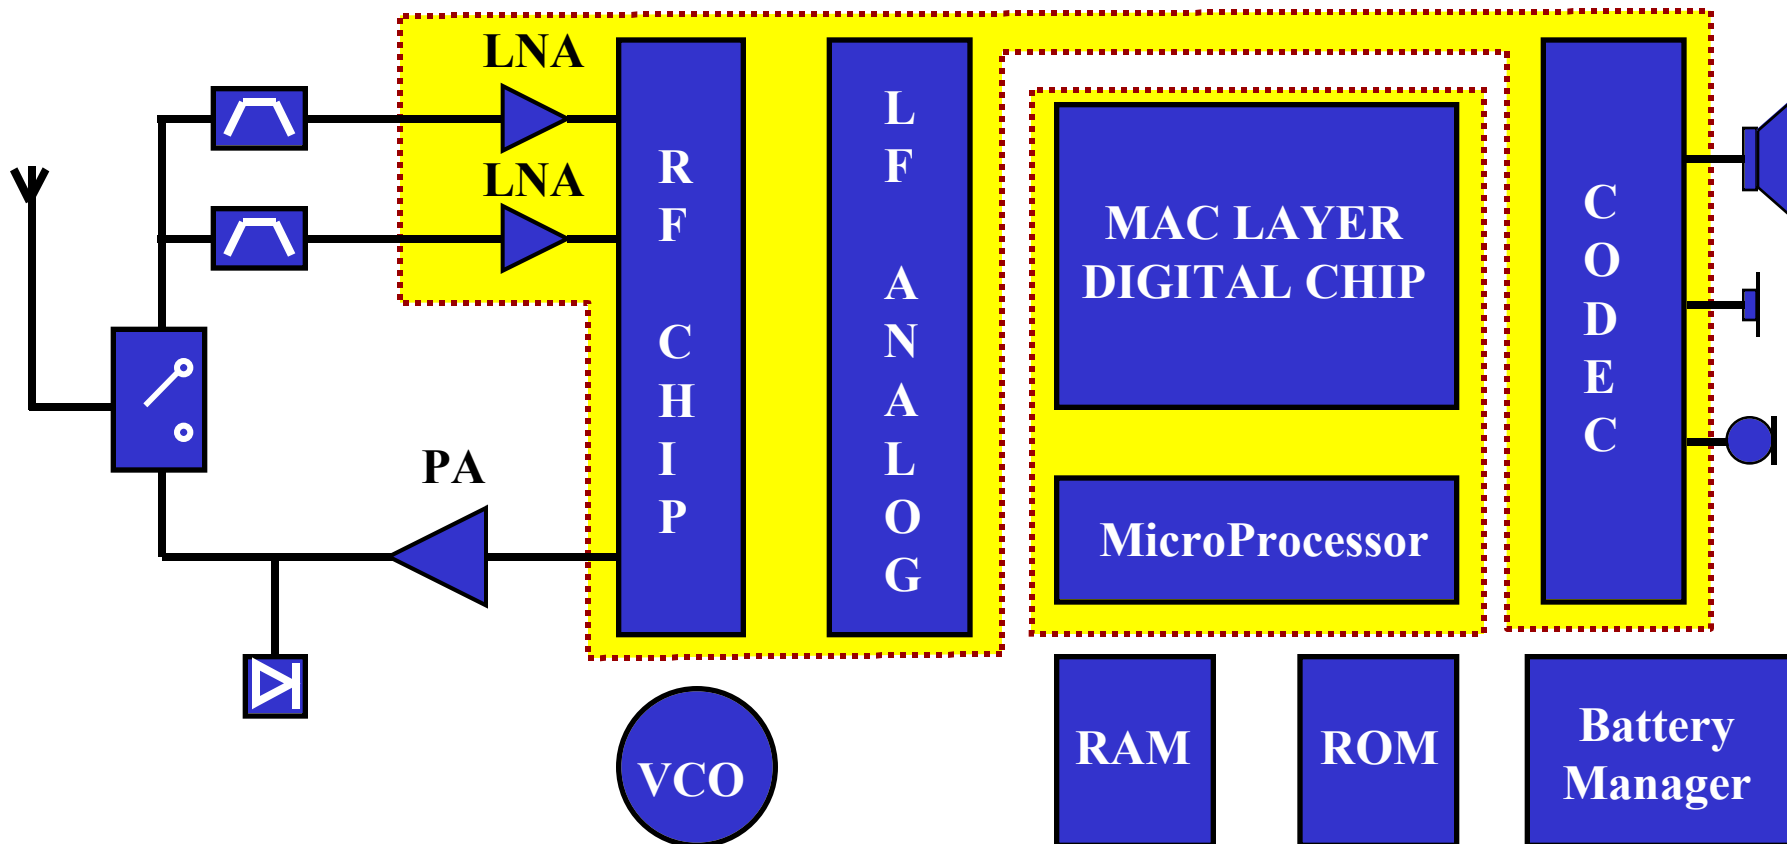 LNA
LNA
RF CHIP
LF ANALOG
MAC LAYER
DIGITAL CHIP
MicroProcessor
CODEC
PA
VCO
RAM
ROM
Battery
Manager